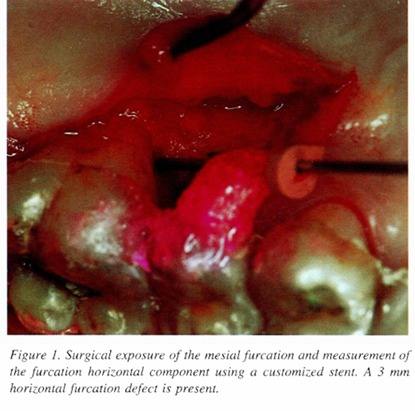 Figure 1. Surgical exposure of the mesial furcation and measurement of
the furcation horizontal component using a customized stent. A 3 mm
horizontal furcation defect is present.